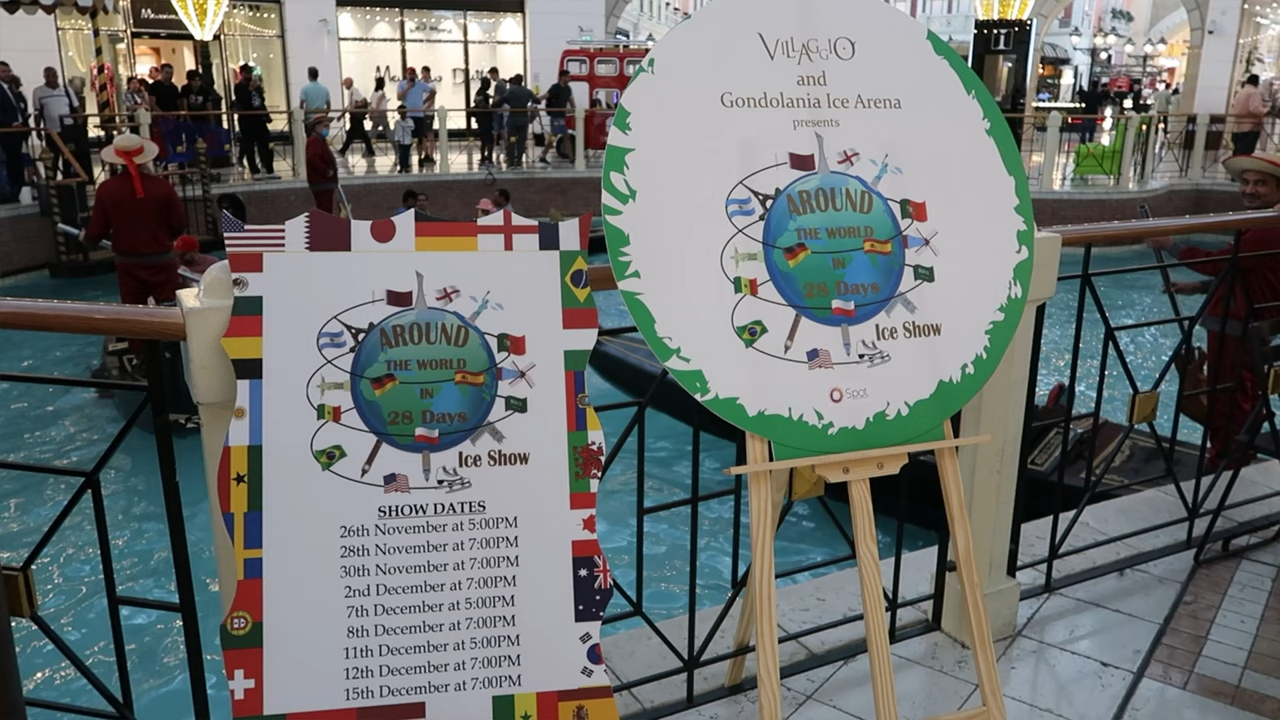 AROUND
THE WORLD
IN
28 Days
Ice Show
SHOW DATES
26th November at 5:00PM
28th November at 7:00PM
30th November at 7:00PM
2nd December at 7:00PM
7th December at 5:00PM
8th December at 7:00PM
11th December at 5:00PM
12th December at 7:00PM
15th December at 7:00PM
VILLAGGIO
and
Gondolania Ice Arena
presents
AROUND
THE WORLD
IN
28 Days
Ice Show
Spot